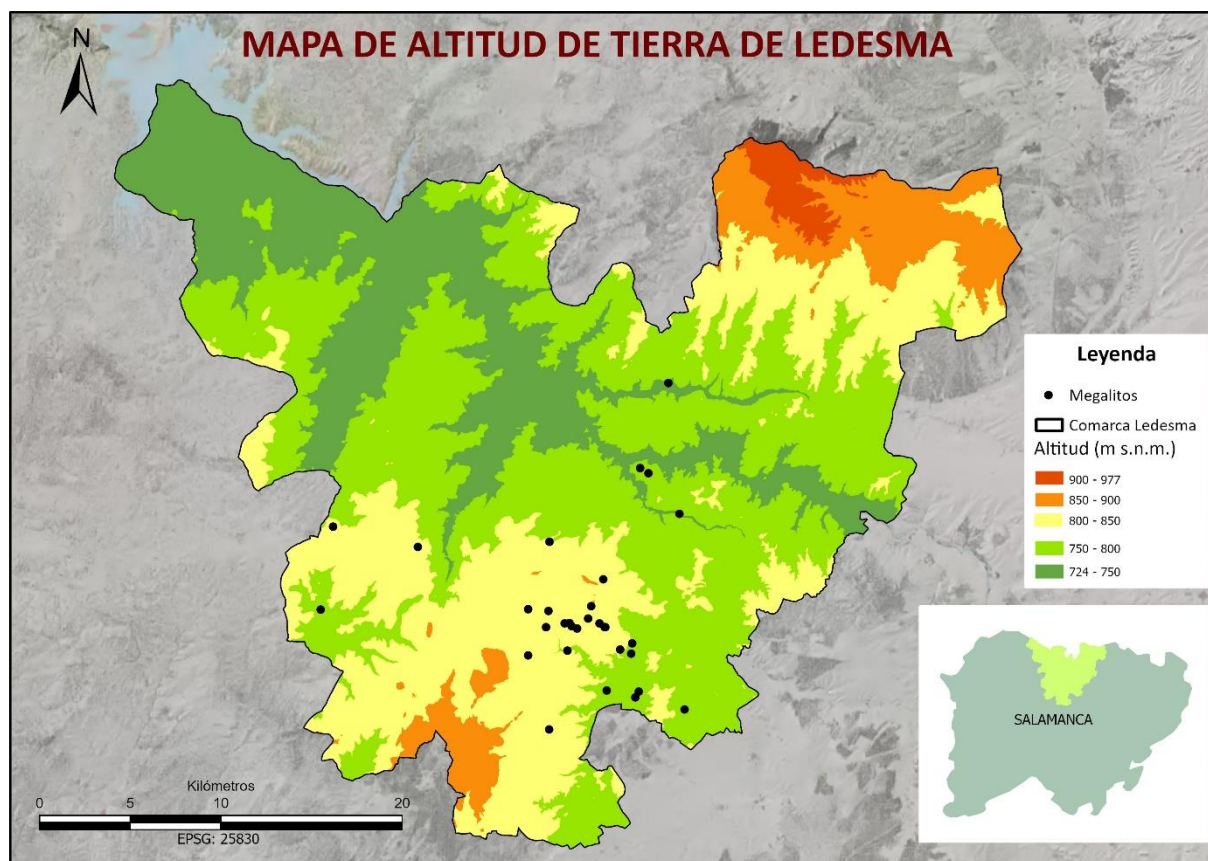 MAPA DE ALTITUD DE TIERRA DE LEDESMA
N
Leyenda
Megalitos
Comarca Ledesma
Altitud (m s.n.m.)
900 - 977
850 - 900
800 - 850
750 - 800
724 - 750
SALAMANCA
Kilómetros
0 5 10 20
EPSG: 25830